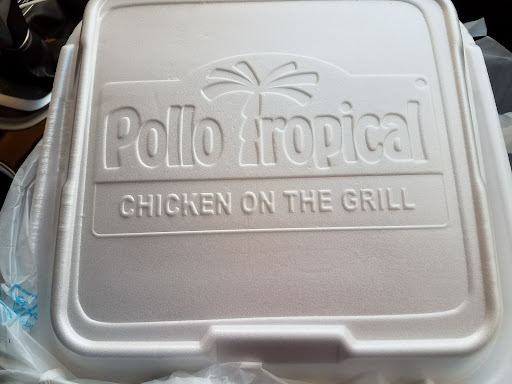 Pollo tropical
CHICKEN ON THE GRILL